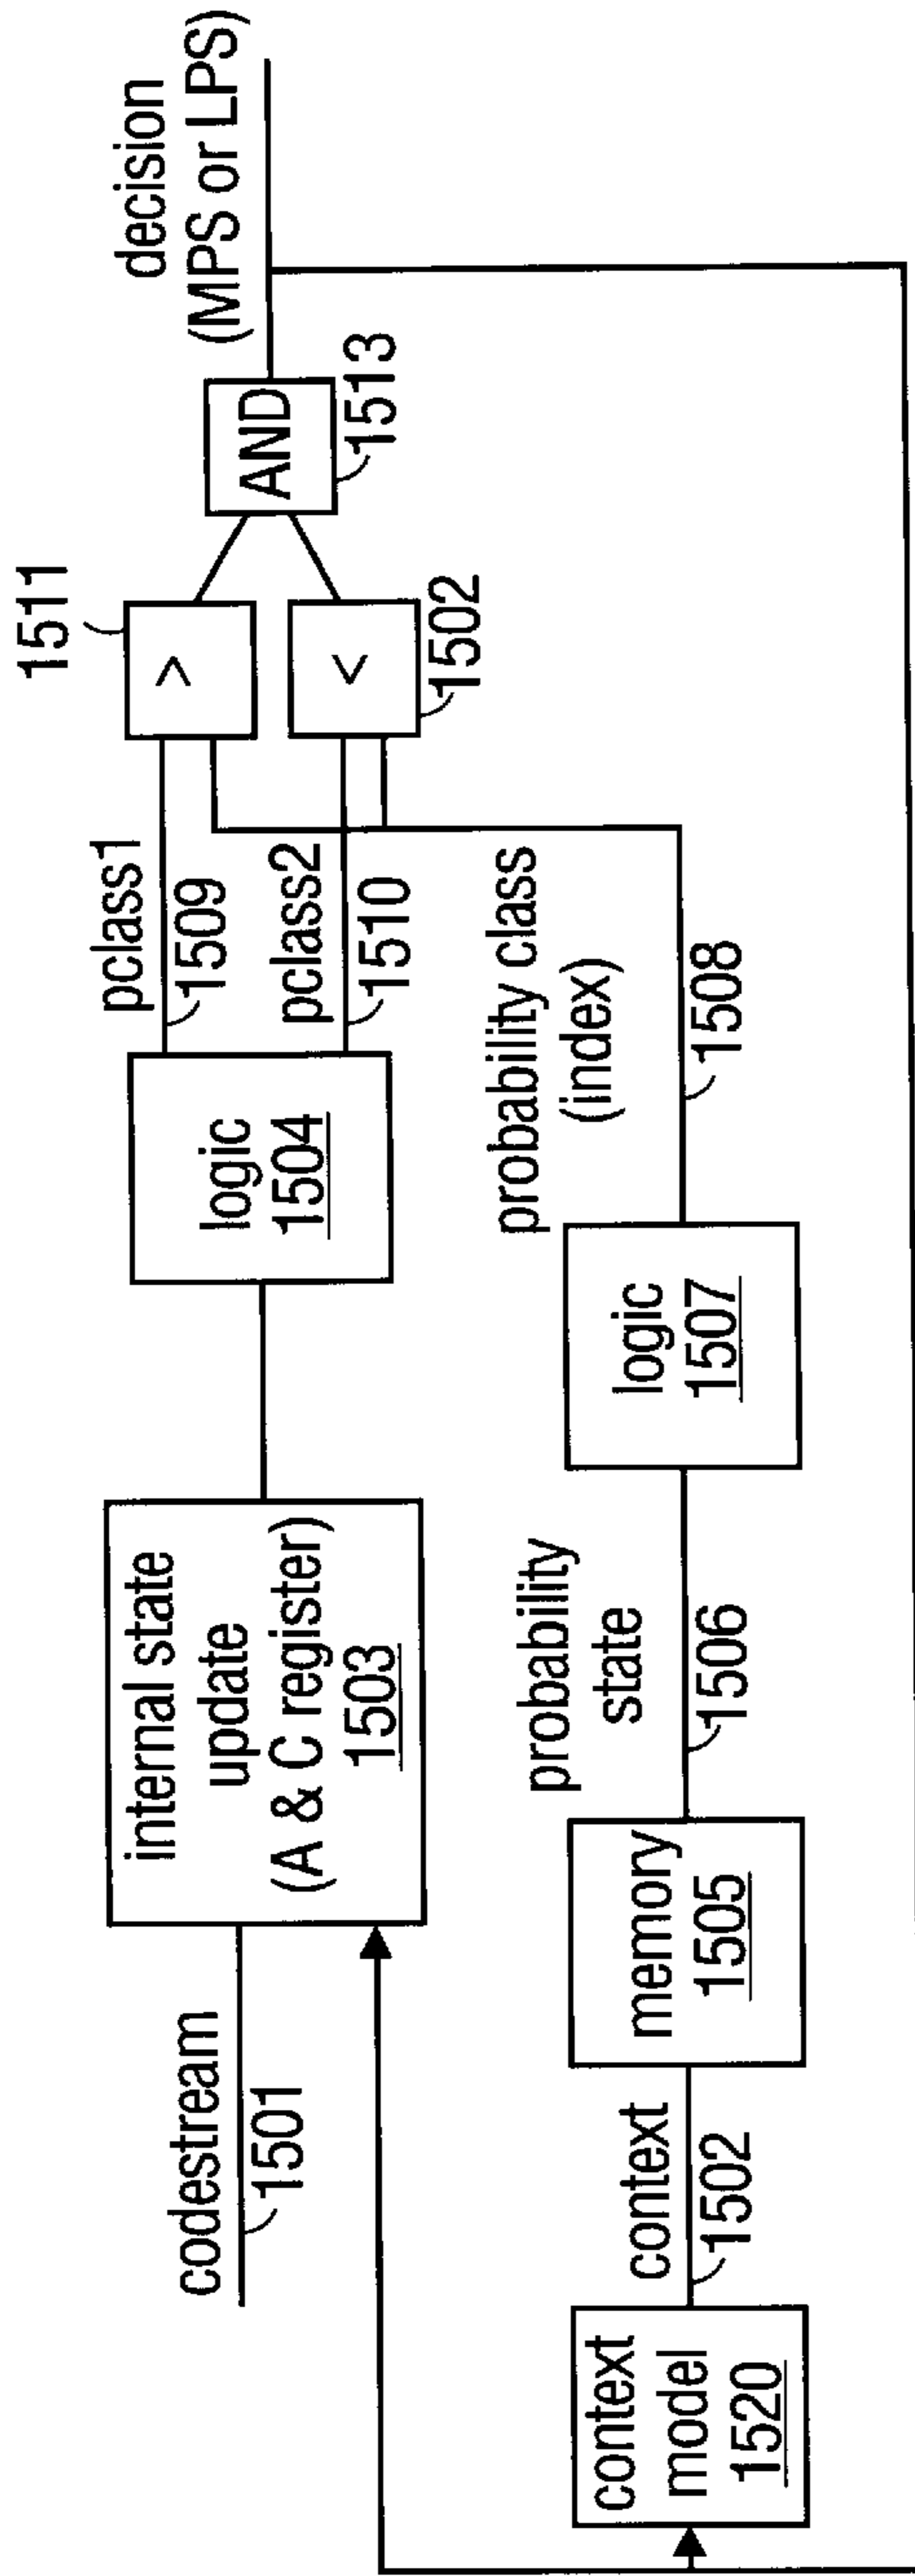 codestream
1501
internal state
update
(A & C register)
1503
logic
1504
pclass1
1509
pclass2
1510
1511
>
<
1502
AND
1513
decision
(MPS or LPS)
context
model
1520
context
1502
memory
1505
probability
state
1506
logic
1507
probability class
(index)
1508